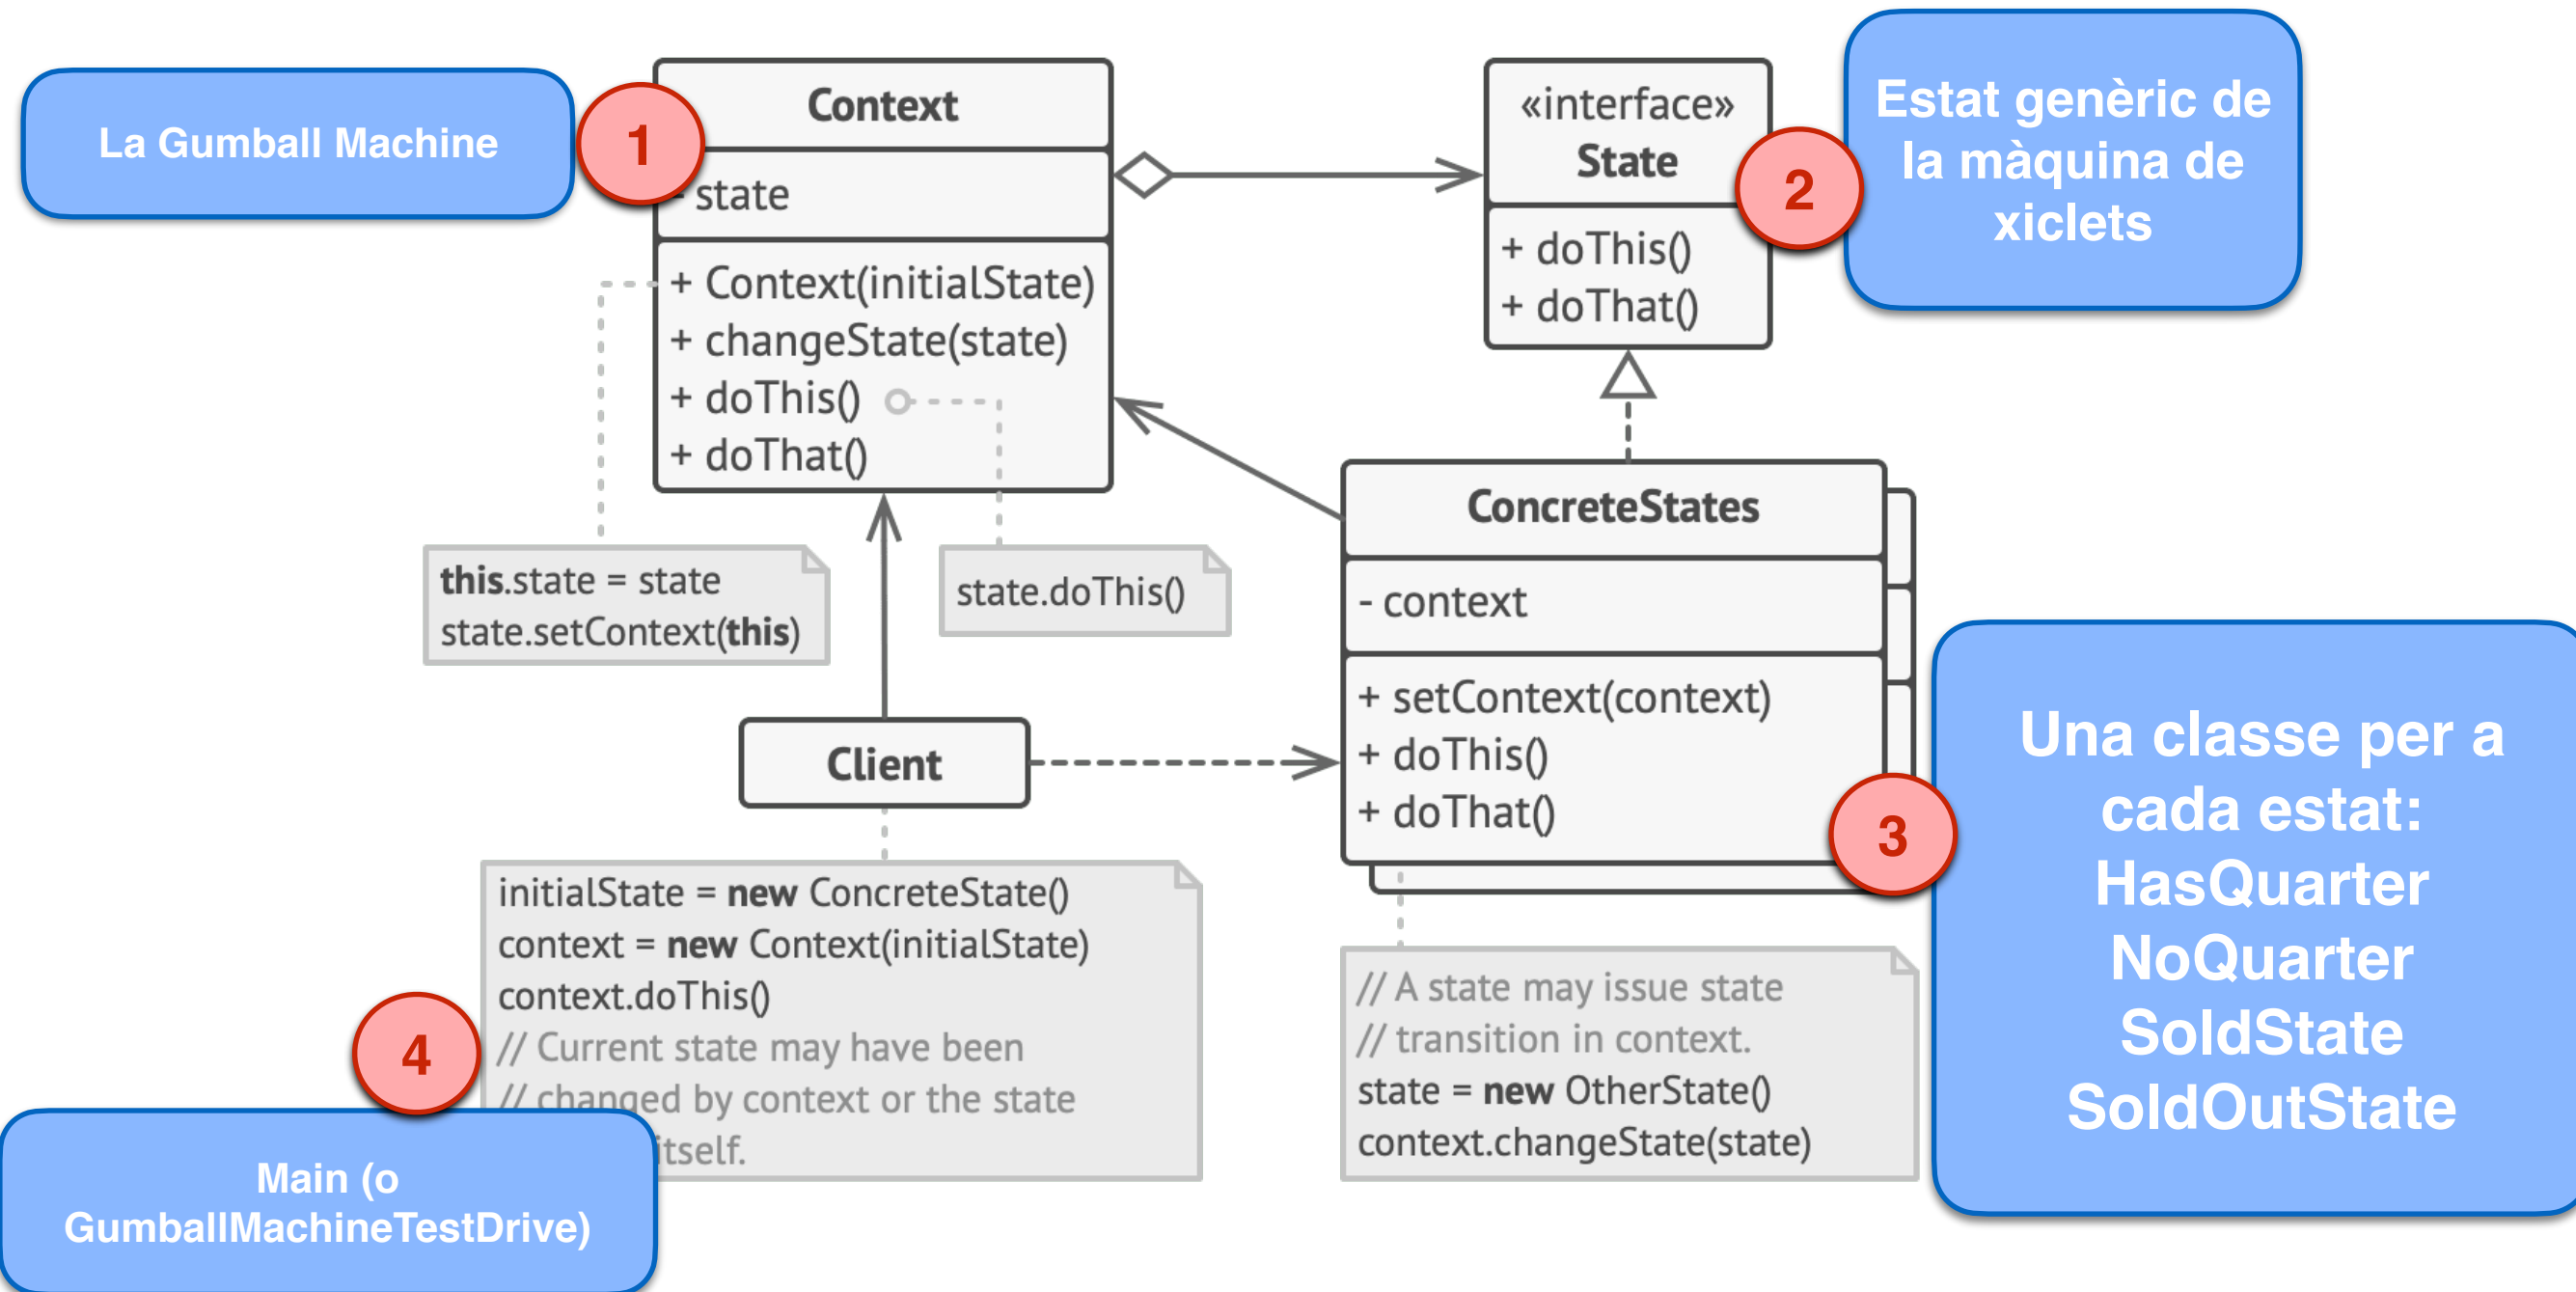 La Gumball Machine
1
Context
- state
+ Context(initialState)
+ changeState(state)
+ doThis()
+ doThat()
«interface»
State
+ doThis()
+ doThat()
2
Estat genèric de
la màquina de
xiclets
this.state = state
state.setContext(this)
state.doThis()
ConcreteStates
- context
+ setContext(context)
+ doThis()
+ doThat()
3
Una classe per a
cada estat:
HasQuarter
NoQuarter
SoldState
SoldOutState
Client
initialState = new ConcreteState()
context = new Context(initialState)
context.doThis()
// Current state may have been
// changed by context or the state
itself.
4
Main (o
GumballMachineTestDrive)
// A state may issue state
// transition in context.
state = new OtherState()
context.changeState(state)